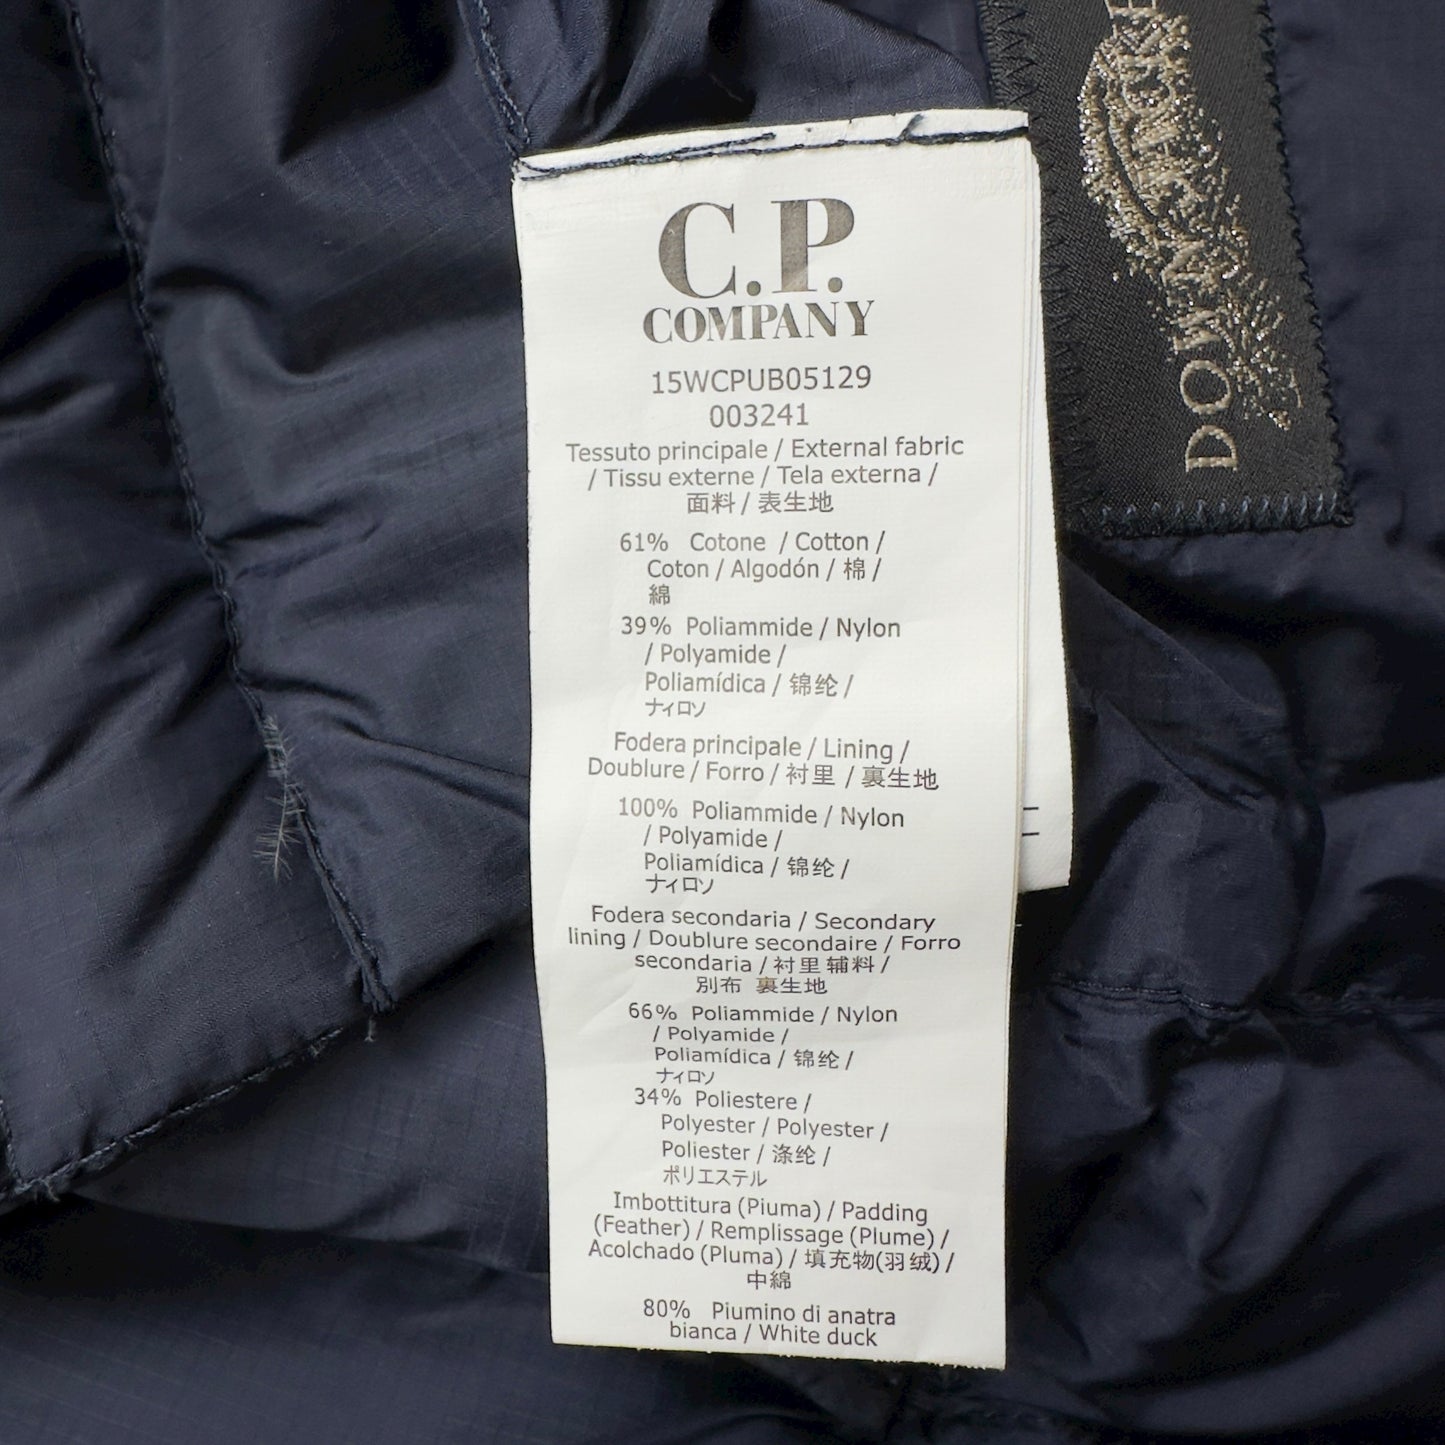 C.P.
COMPANY
15WCPUB05129
003241
Tessuto principale / External fabric
/ Tissu externe / Tela externa /
面料 / 表生地
61% Cotone / Cotton /
Coton / Algodón / 棉 /
綿
39% Poliammide / Nylon
/ Polyamide /
Poliamídica / 锦纶 /
ナイロン
Fodera principale / Lining /
Doublure / Forro / 衬里 / 裏生地
100% Poliammide / Nylon
/ Polyamide /
Poliamídica / 锦纶 /
ナイロン
Fodera secondaria / Secondary
lining / Doublure secondaire / Forro
secondaria / 衬里辅料 /
別布 裏生地
66% Poliammide / Nylon
/ Polyamide /
Poliamídica / 锦纶 /
ナイロン
34% Poliestere /
Polyester / Polyester /
Poliester / 涤纶 /
ポリエステル
Imbottitura (Piuma) / Padding
(Feather) / Remplissage (Plume) /
Acolchado (Pluma) / 填充物(羽绒) /
中綿
80% Piumino di anatra
bianca / White duck
DOWN